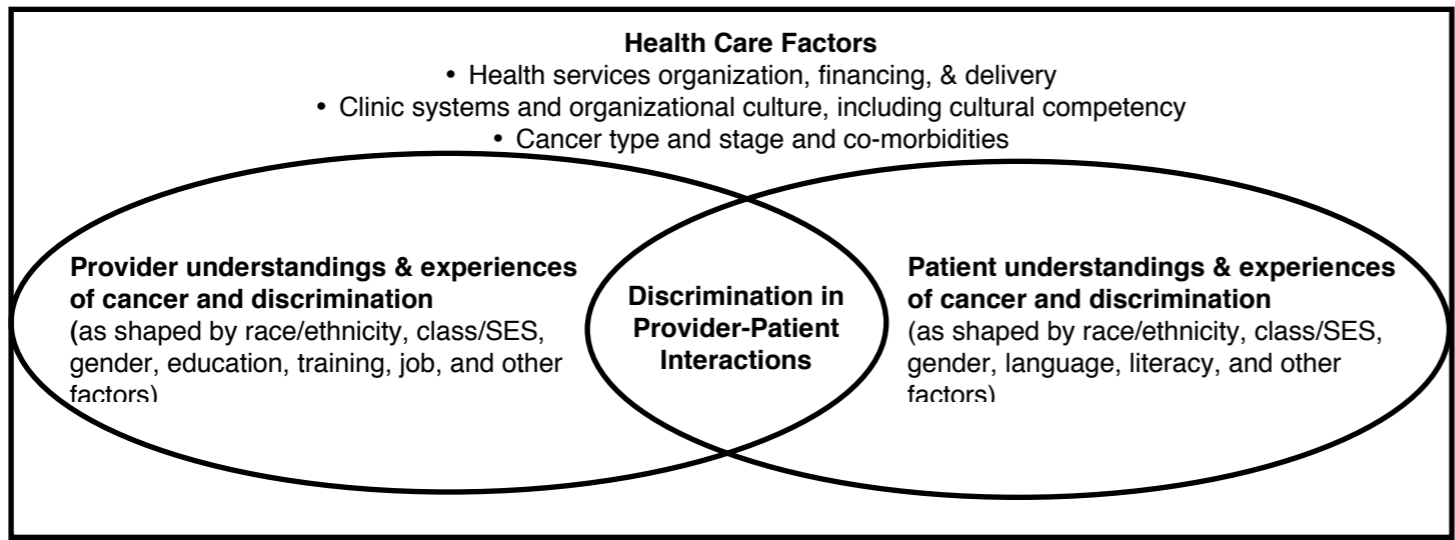 Health Care Factors
• Health services organization, financing, & delivery
• Clinic systems and organizational culture, including cultural competency
• Cancer type and stage and co-morbidities
Provider understandings & experiences
of cancer and discrimination
(as shaped by race/ethnicity, class/SES,
gender, education, training, job, and other
factors)
Discrimination in
Provider-Patient
Interactions
Patient understandings & experiences
of cancer and discrimination
(as shaped by race/ethnicity, class/SES,
gender, language, literacy, and other
factors)